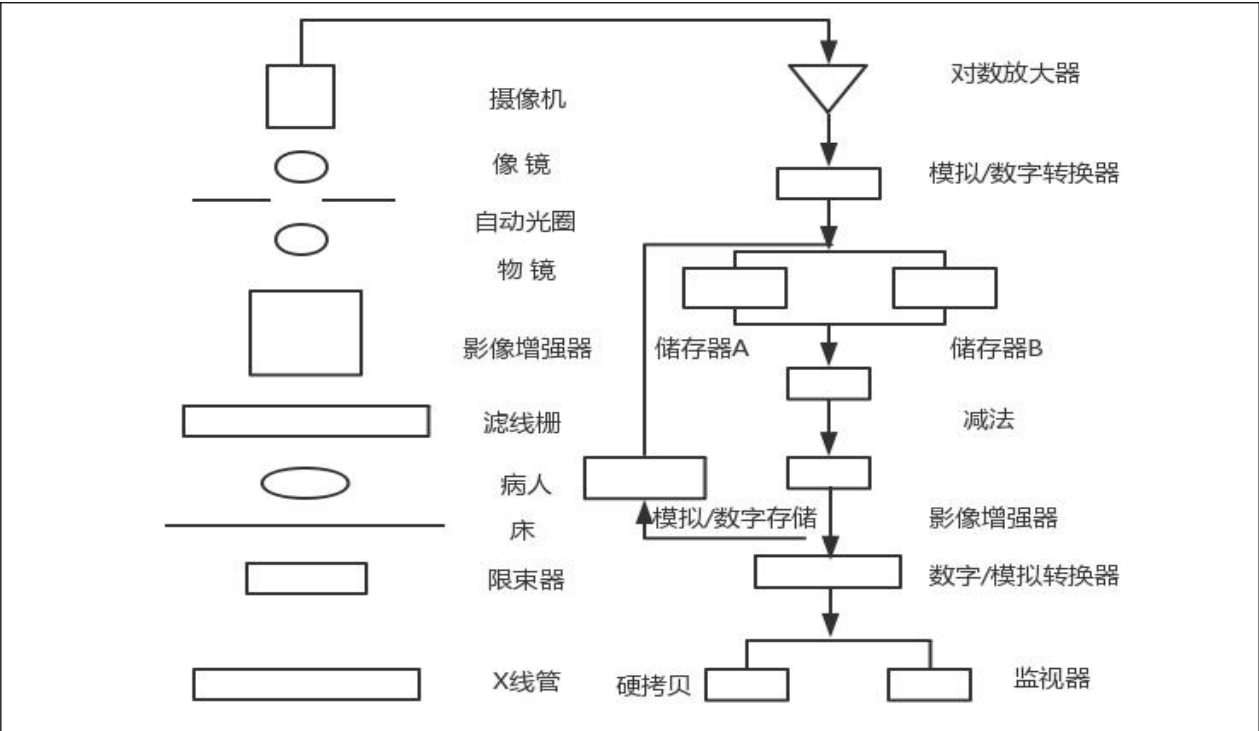 对数放大器
摄像机
像 镜
模拟/数字转换器
自动光圈
物 镜
影像增强器
储存器A
储存器B
滤线栅
减法
病人
模拟/数字存储
影像增强器
床
限束器
数字/模拟转换器
X线管
硬拷贝
监视器